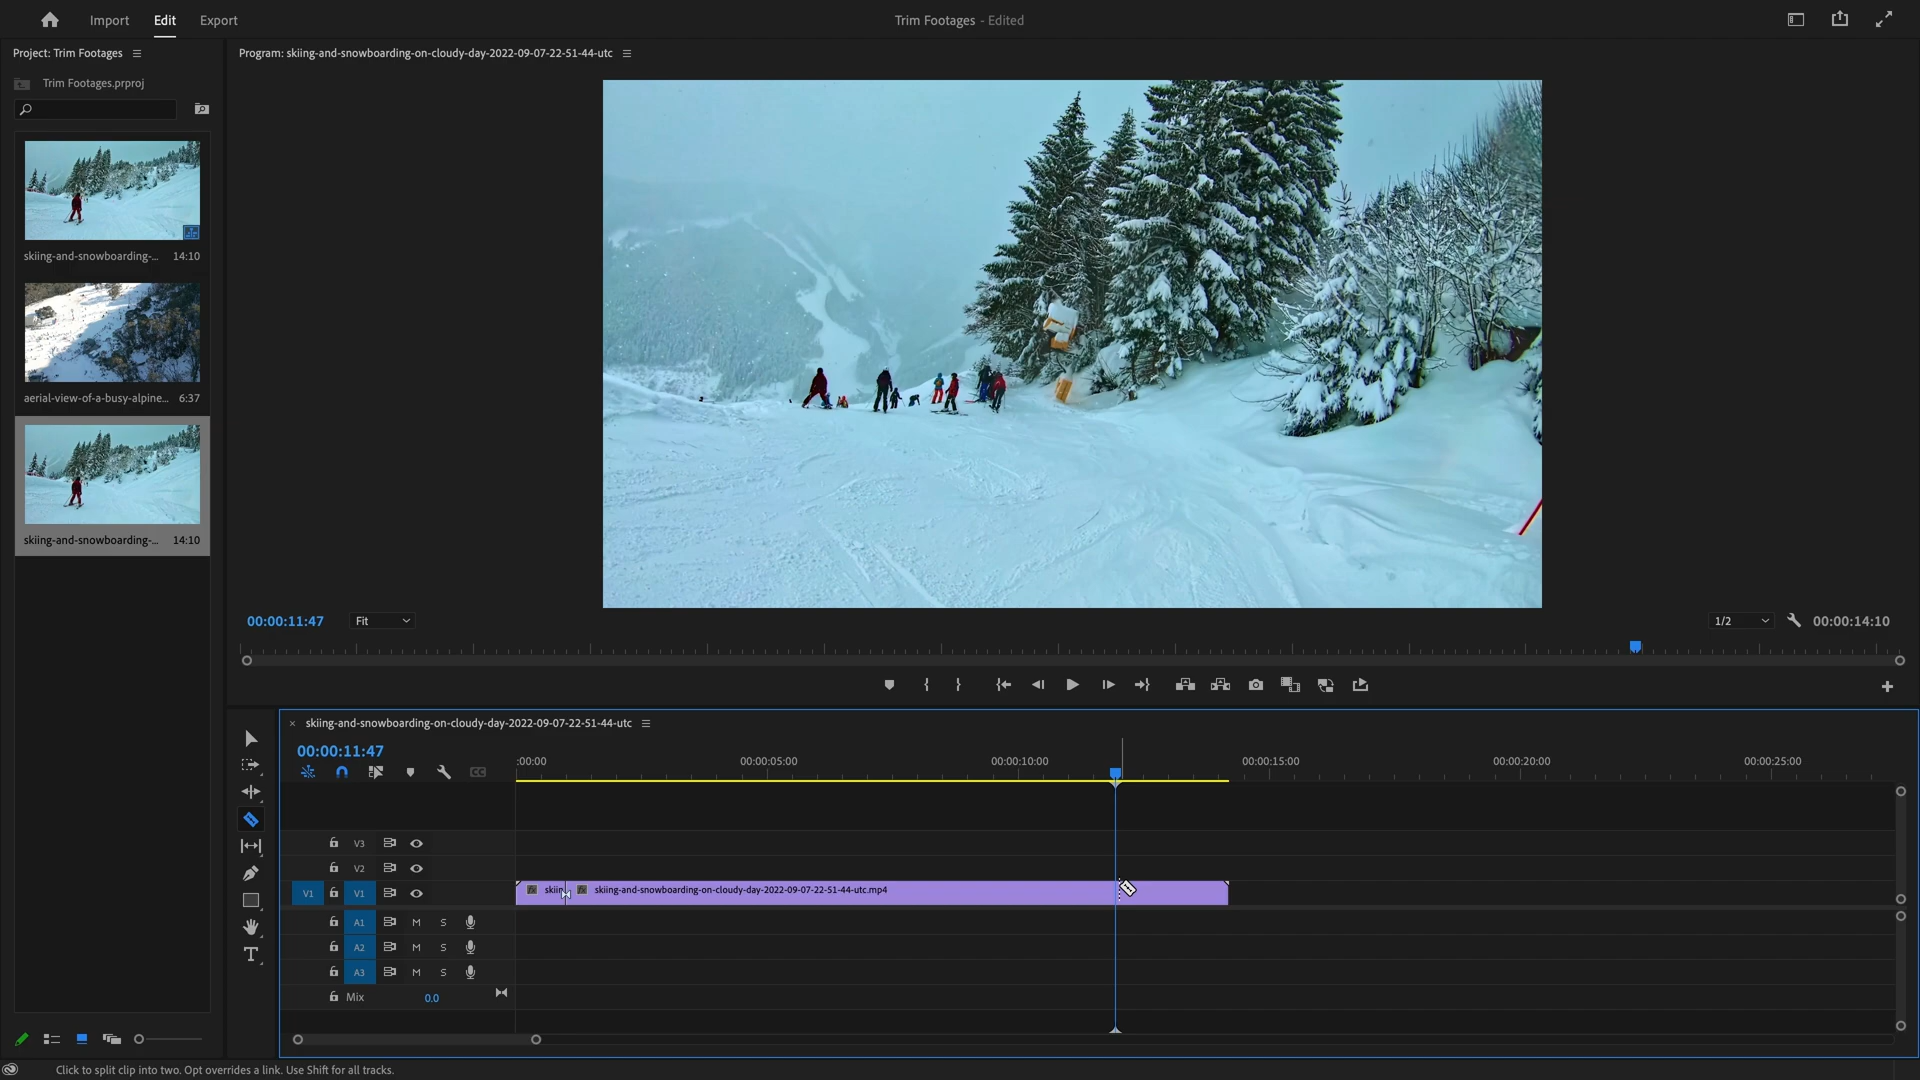 Import
Edit
Export
Trim Footages - Edited
Project: Trim Footages
Program: skiing-and-snowboarding-on-cloudy-day-2022-09-07-22-51-44-utc
Trim Footages.prproj
skiing-and-snowboarding-... 14:10
aerial-view-of-a-busy-alpine... 6:37
skiing-and-snowboarding-... 14:10
00:00:11:47
Fit
1/2
00:00:14:10
× skiing-and-snowboarding-on-cloudy-day-2022-09-07-22-51-44-utc
00:00:11:47
:00:00
00:00:05:00
00:00:10:00
00:00:15:00
00:00:20:00
00:00:25:00
CC
V3
V2
V1 V1
fx skiin
fx skiing-and-snowboarding-on-cloudy-day-2022-09-07-22-51-44-utc.mp4
A1 M S
A2 M S
A3 M S
Mix 0.0
T
Click to split clip into two. Opt overrides a link. Use Shift for all tracks.